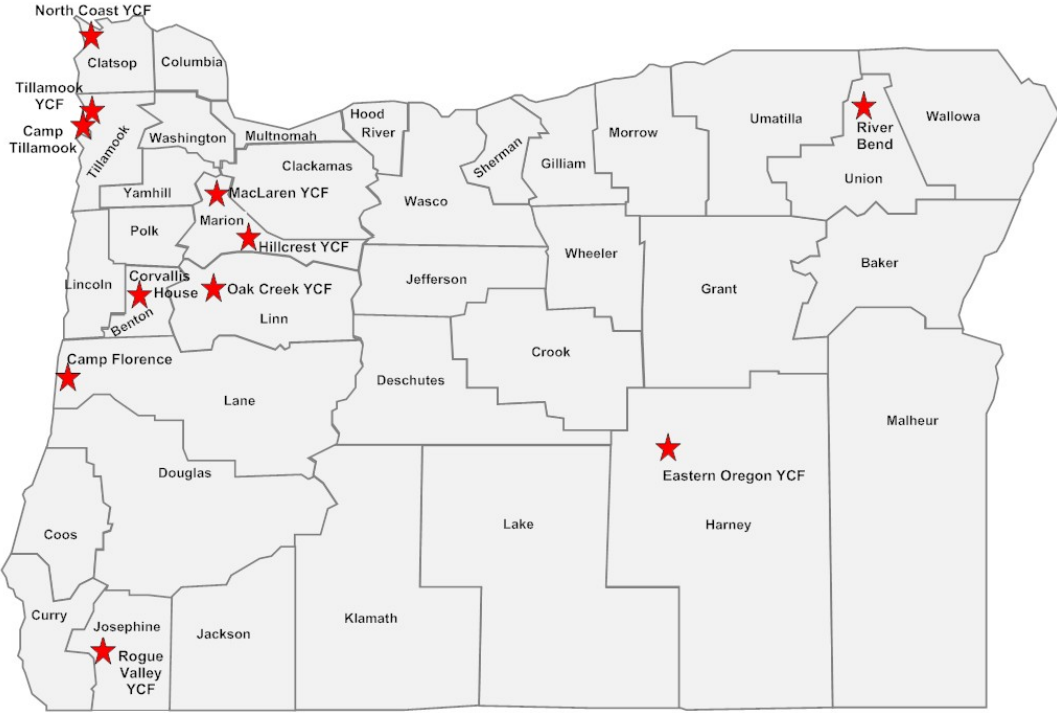 North Coast YCF
Clatsop
Columbia
Tillamook
YCF
Camp
Tillamook
Tillamook
Washington
Multnomah
Hood
River
Clackamas
Yamhill
MacLaren YCF
Marion
Polk
Hillcrest YCF
Lincoln
Corvallis
House
Benton
Oak Creek YCF
Linn
Camp Florence
Lane
Douglas
Coos
Curry
Josephine
Rogue
Valley
YCF
Jackson
Klamath
Wasco
Sherman
Gilliam
Morrow
Umatilla
River
Bend
Union
Wallowa
Jefferson
Wheeler
Grant
Baker
Crook
Deschutes
Malheur
Eastern Oregon YCF
Harney
Lake